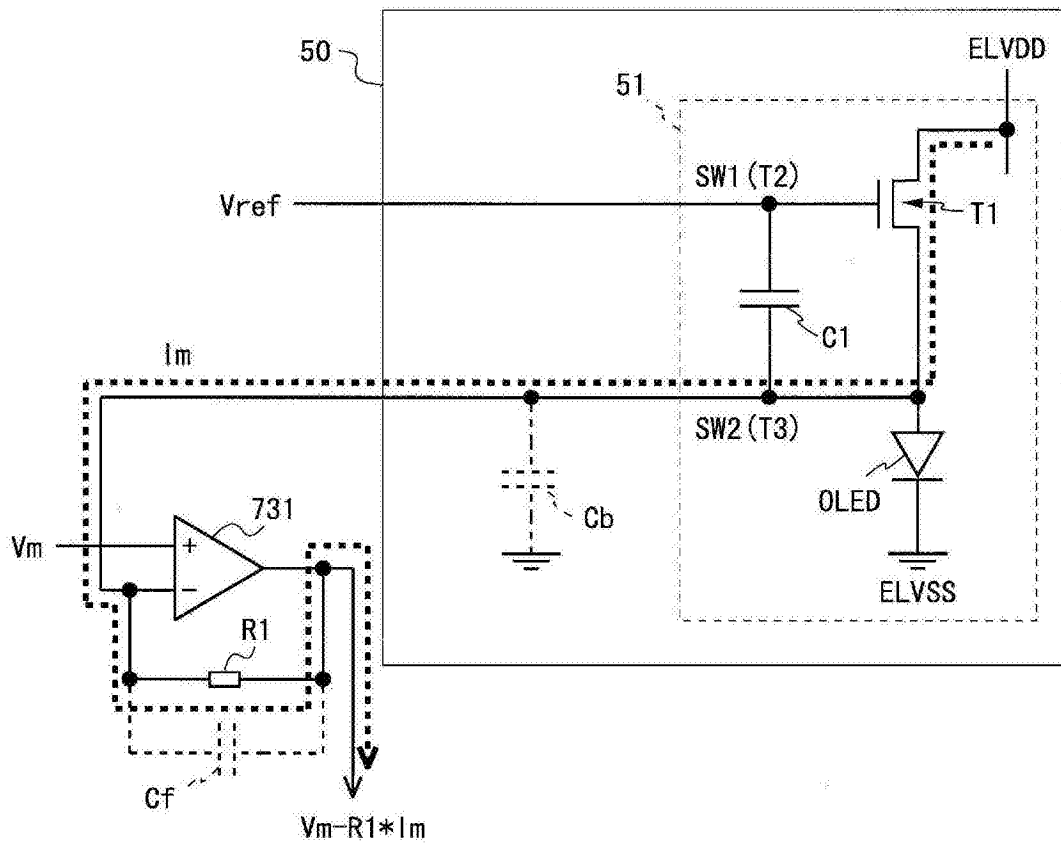 50
ELVDD
51
SW1(T2)
Vref
T1
C1
Im
SW2(T3)
OLED
Cb
731
Vm
+
−
ELVSS
R1
Cf
Vm-R1*Im